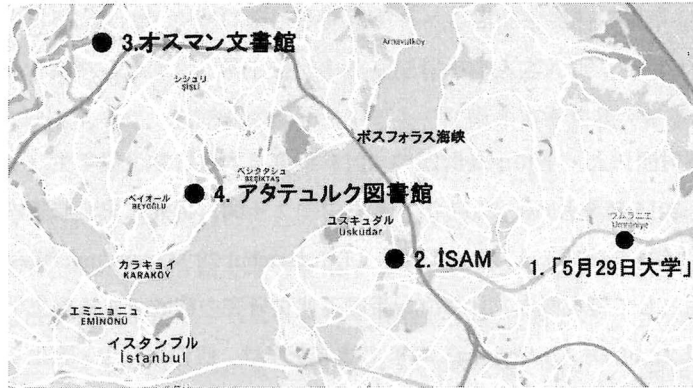 3.オスマン文書館
Arnavutköy
シシュリ
ŞİŞLİ
ボスフォラス海峡
ベシクタシュ
BEŞİKTAŞ
4. アタテュルク図書館
ベイオール
BEYOĞLU
ユスキュダル
Üsküdar
ウムラニエ
Ümraniye
2. İSAM
1.「5月29日大学」
カラキョイ
KARAKÖY
エミニョニュ
EMİNÖNÜ
イスタンブル
İstanbul